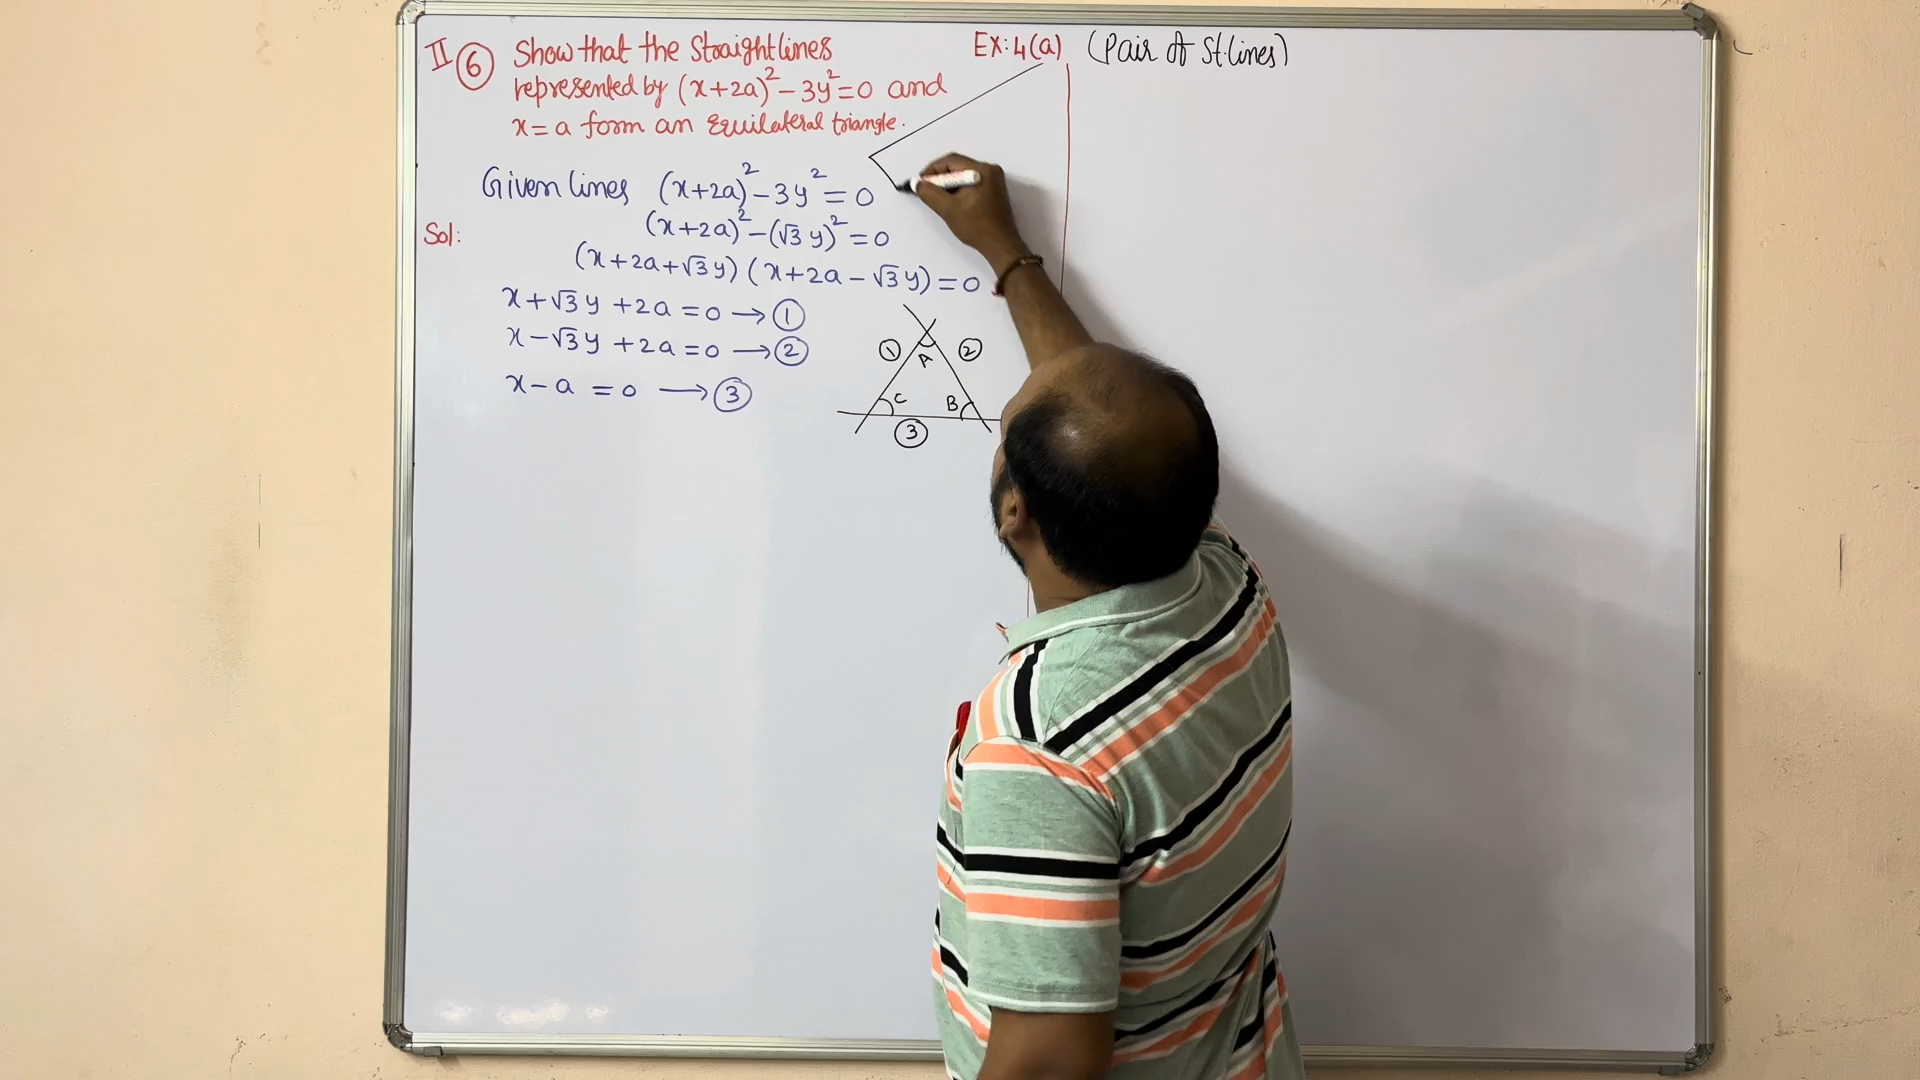 II 6 Show that the Straight lines
represented by (x+2a)² - 3y² = 0 and
x = a form an Equilateral triangle.
Ex: 4(a) (Pair of St. lines)
Given lines (x+2a)² - 3y² = 0
Sol: (x+2a)² - (√3 y)² = 0
(x+2a+√3y) (x+2a-√3y) = 0
x+√3y+2a = 0 → 1
x-√3y+2a = 0 → 2
x-a = 0 → 3
1 A 2
C B
3